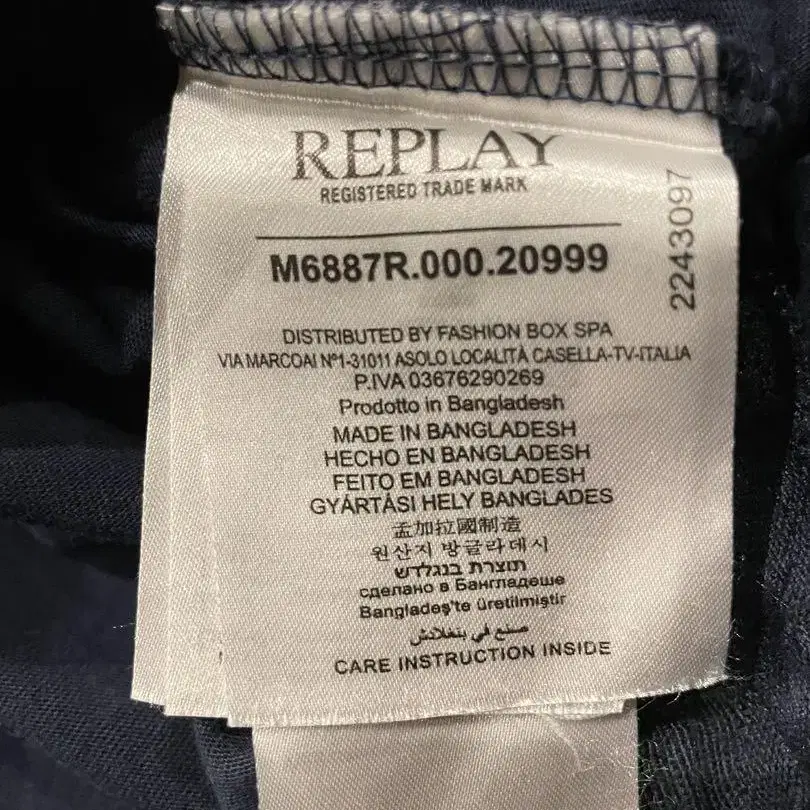 REPLAY
REGISTERED TRADE MARK
M6887R.000.20999
2243097
DISTRIBUTED BY FASHION BOX SPA
VIA MARCOAI Nº1-31011 ASOLO LOCALITÀ CASELLA-TV-ITALIA
P.IVA 03676290269
Prodotto in Bangladesh
MADE IN BANGLADESH
HECHO EN BANGLADESH
FEITO EM BANGLADESH
GYÁRTÁSI HELY BANGLADES
孟加拉國制造
원산지 방글라데시
תוצרת בנגלדש
сделано в Бангладеше
Bangladeş'te üretilmiştir
صنع في بنغلادش
CARE INSTRUCTION INSIDE